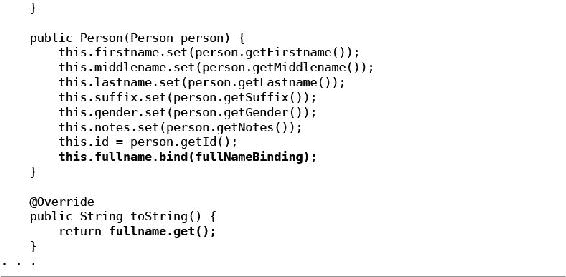 }

    public Person(Person person) {
        this.firstname.set(person.getFirstname());
        this.middlename.set(person.getMiddlename());
        this.lastname.set(person.getLastname());
        this.suffix.set(person.getSuffix());
        this.gender.set(person.getGender());
        this.notes.set(person.getNotes());
        this.id = person.getId();
        this.fullname.bind(fullNameBinding);
    }

    @Override
    public String toString() {
        return fullname.get();
    }
. . .